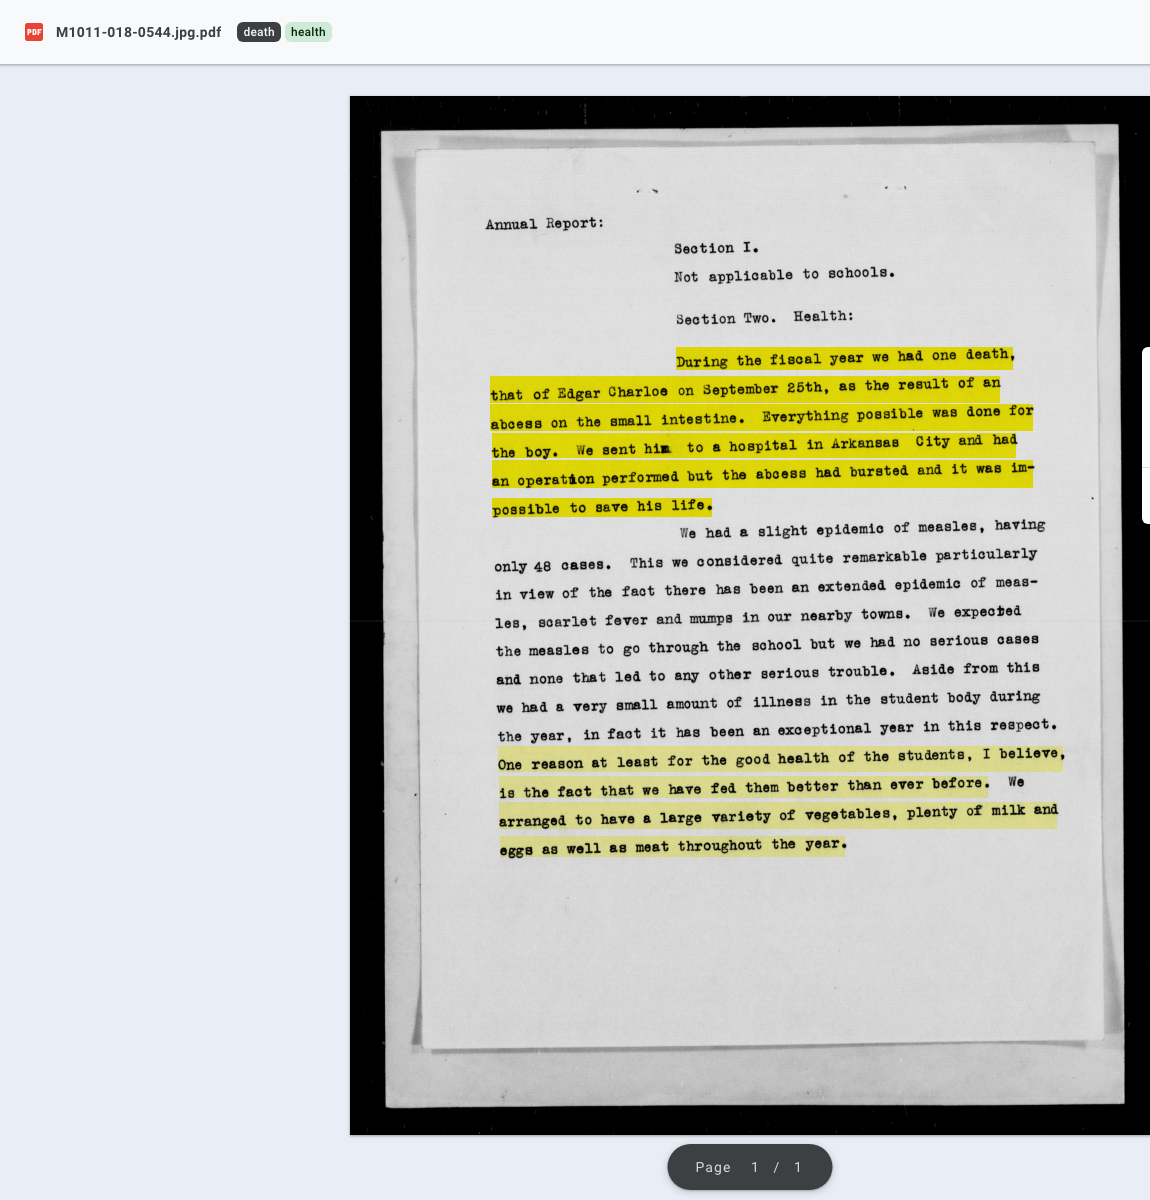 PDF M1011-018-0544.jpg.pdf death health
Annual Report:
Section I.
Not applicable to schools.
Section Two. Health:
During the fiscal year we had one death,
that of Edgar Charloe on September 25th, as the result of an
abcess on the small intestine. Everything possible was done for
the boy. We sent him to a hospital in Arkansas City and had
an operation performed but the abcess had bursted and it was im-
possible to save his life.
We had a slight epidemic of measles, having
only 48 cases. This we considered quite remarkable particularly
in view of the fact there has been an extended epidemic of meas-
les, scarlet fever and mumps in our nearby towns. We expected
the measles to go through the school but we had no serious cases
and none that led to any other serious trouble. Aside from this
we had a very small amount of illness in the student body during
the year, in fact it has been an exceptional year in this respect.
One reason at least for the good health of the students, I believe,
is the fact that we have fed them better than ever before. We
arranged to have a large variety of vegetables, plenty of milk and
eggs as well as meat throughout the year.
Page 1 / 1